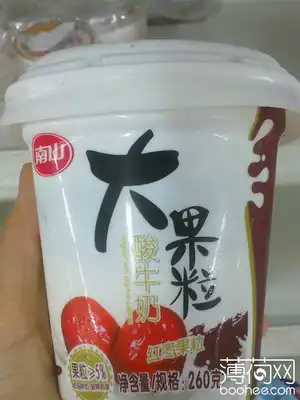 南山
大果粒
酸牛奶
红枣果粒
果粒≥5%
净含量/规格:260克
薄荷网
boohee.com